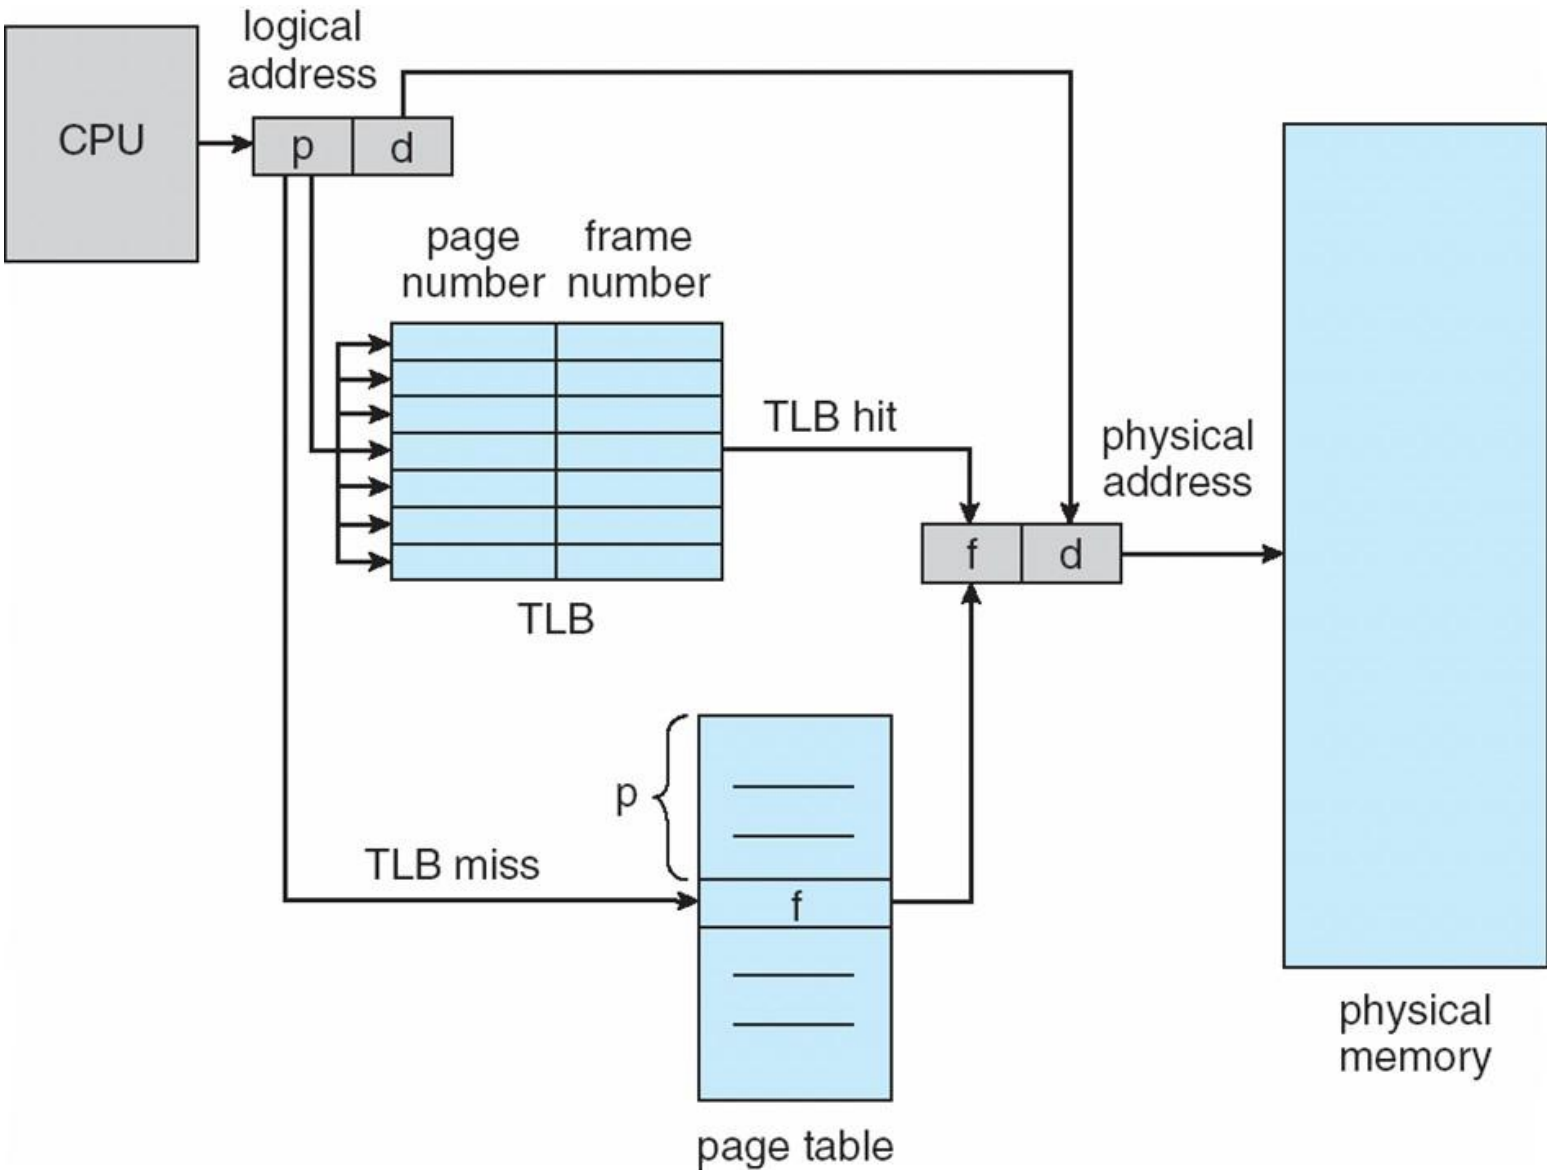 logical
address
CPU
p
d
page
number
frame
number
TLB hit
physical
address
f
d
TLB
p
TLB miss
f
page table
physical
memory